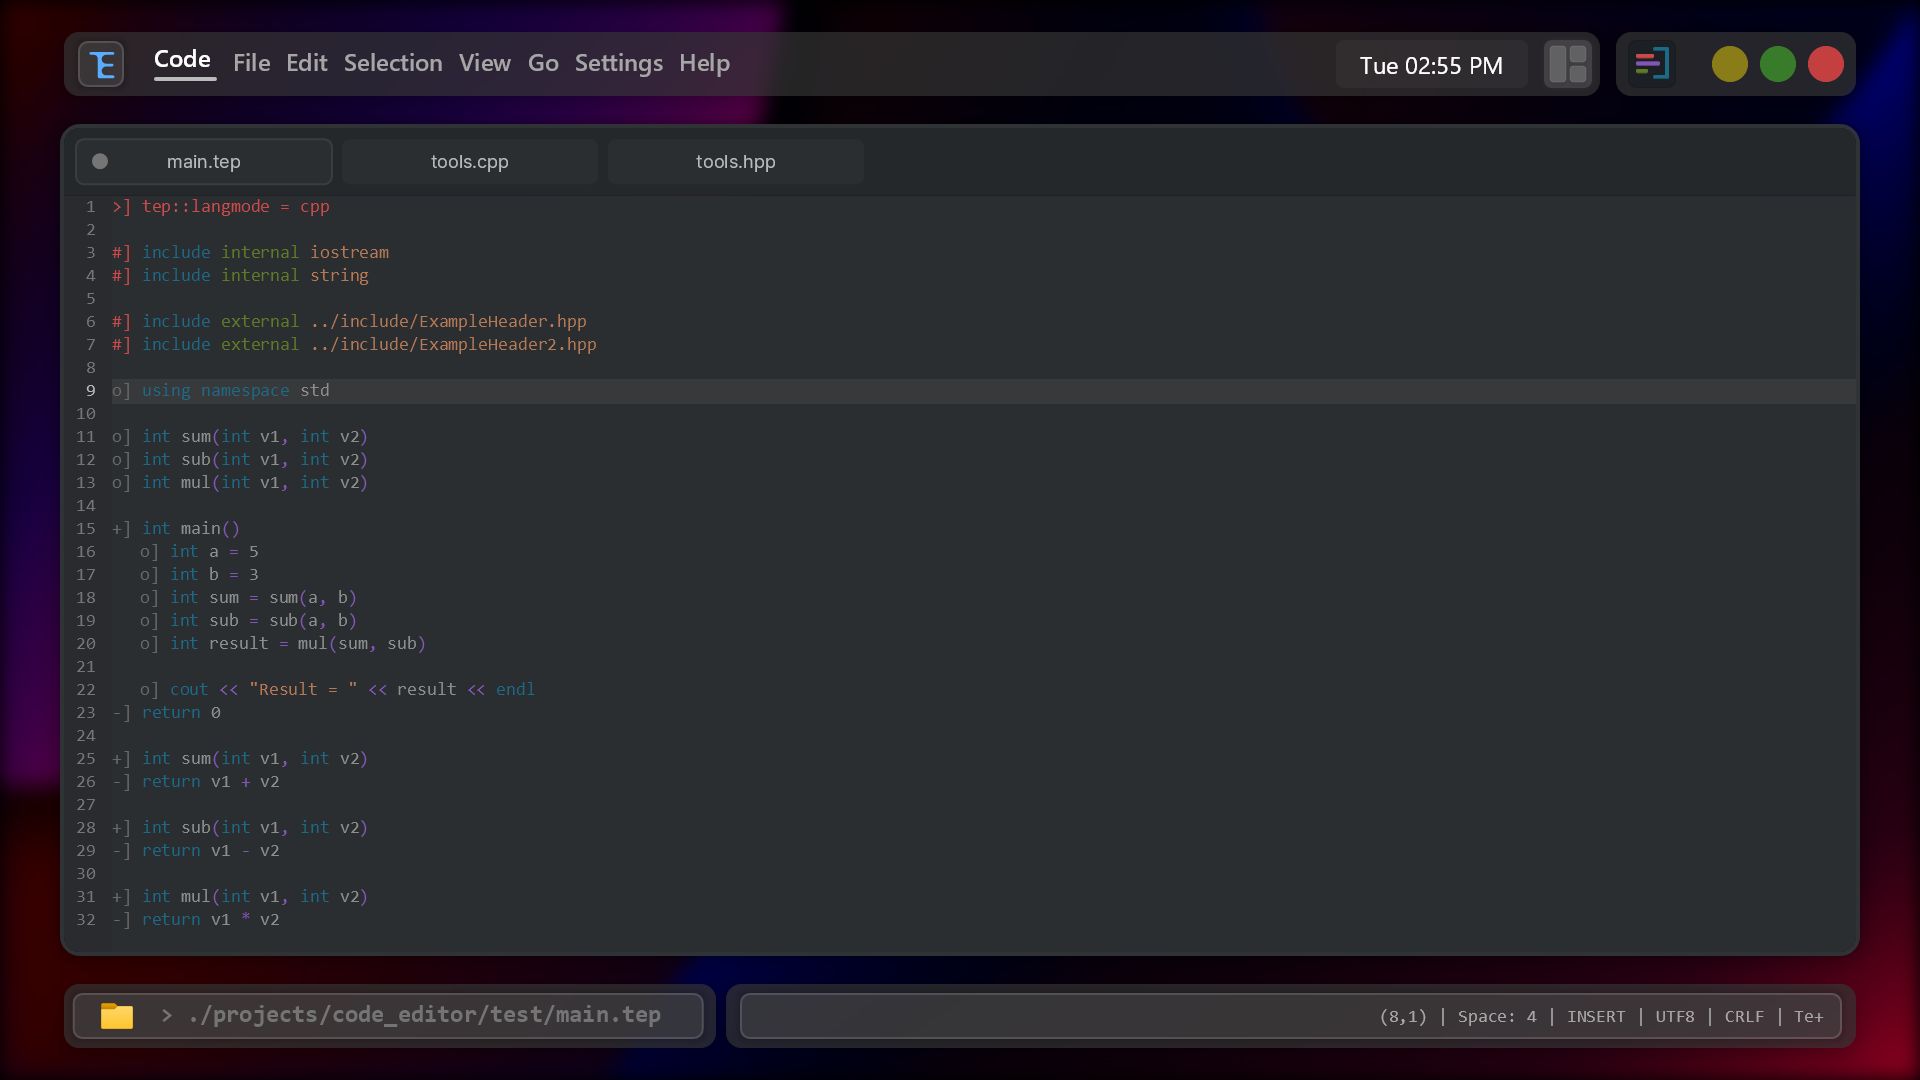 Code File Edit Selection View Go Settings Help Tue 02:55 PM
main.tep tools.cpp tools.hpp
1 >] tep::langmode = cpp
2
3 #] include internal iostream
4 #] include internal string
5
6 #] include external ../include/ExampleHeader.hpp
7 #] include external ../include/ExampleHeader2.hpp
8
9 o] using namespace std
10
11 o] int sum(int v1, int v2)
12 o] int sub(int v1, int v2)
13 o] int mul(int v1, int v2)
14
15 +] int main()
16 o] int a = 5
17 o] int b = 3
18 o] int sum = sum(a, b)
19 o] int sub = sub(a, b)
20 o] int result = mul(sum, sub)
21
22 o] cout << "Result = " << result << endl
23 -] return 0
24
25 +] int sum(int v1, int v2)
26 -] return v1 + v2
27
28 +] int sub(int v1, int v2)
29 -] return v1 - v2
30
31 +] int mul(int v1, int v2)
32 -] return v1 * v2
> ./projects/code_editor/test/main.tep (8,1) | Space: 4 | INSERT | UTF8 | CRLF | Te+